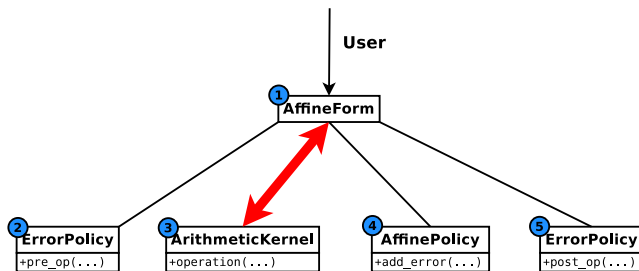 User
1
AffineForm
2
ErrorPolicy
+pre_op(...)
3
ArithmeticKernel
+operation(...)
4
AffinePolicy
+add_error(...)
5
ErrorPolicy
+post_op(...)